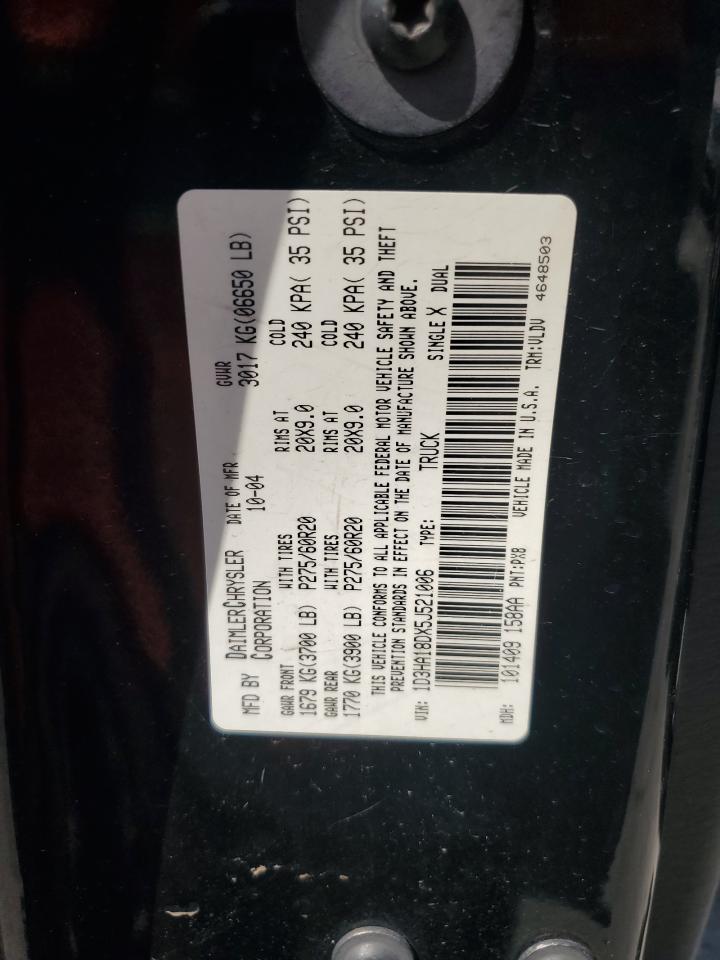 MFD BY DAIMLERCHRYSLER CORPORATION DATE OF MFR 10-04 GVWR 3017 KG(06650 LB)
GAWR FRONT WITH TIRES RIMS AT COLD
1679 KG(3700 LB) P275/60R20 20X9.0 240 KPA( 35 PSI)
GAWR REAR WITH TIRES RIMS AT COLD
1770 KG(3900 LB) P275/60R20 20X9.0 240 KPA( 35 PSI)
THIS VEHICLE CONFORMS TO ALL APPLICABLE FEDERAL MOTOR VEHICLE SAFETY AND THEFT
PREVENTION STANDARDS IN EFFECT ON THE DATE OF MANUFACTURE SHOWN ABOVE.
VIN: 1D3HA18DX5J521006 TYPE: TRUCK SINGLE X DUAL
MDH: 101409 158AA PNT:PX8 VEHICLE MADE IN U.S.A. TRM:VLDV 4648503